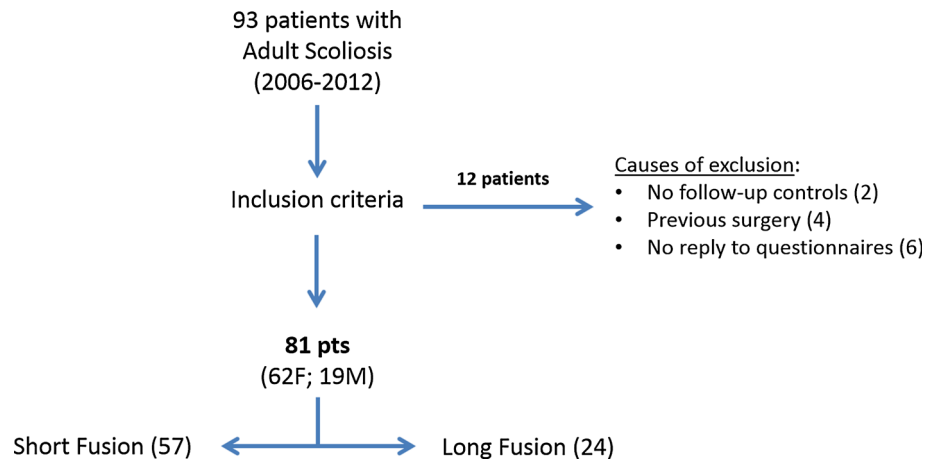 93 patients with
Adult Scoliosis
(2006-2012)
Inclusion criteria
12 patients
Causes of exclusion:
• No follow-up controls (2)
• Previous surgery (4)
• No reply to questionnaires (6)
81 pts
(62F; 19M)
Short Fusion (57)
Long Fusion (24)